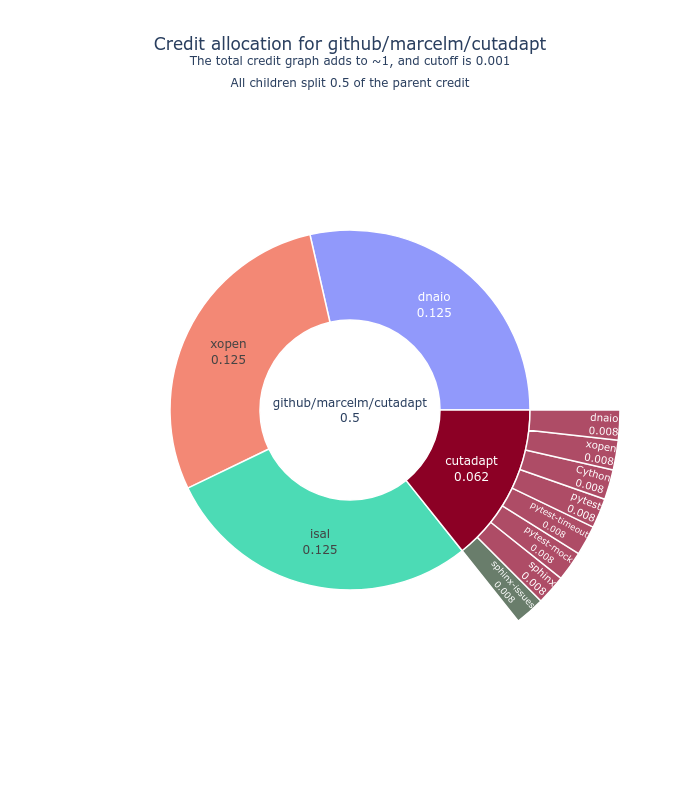 Credit allocation for github/marcelm/cutadapt
The total credit graph adds to ~1, and cutoff is 0.001
All children split 0.5 of the parent credit
dnaio
0.125
xopen
0.125
github/marcelm/cutadapt
0.5
isal
0.125
cutadapt
0.062
dnaio
0.008
xopen
0.008
Cython
0.008
pytest
0.008
pytest-timeout
0.008
pytest-mock
0.008
sphinx
0.008
sphinx-issues
0.008